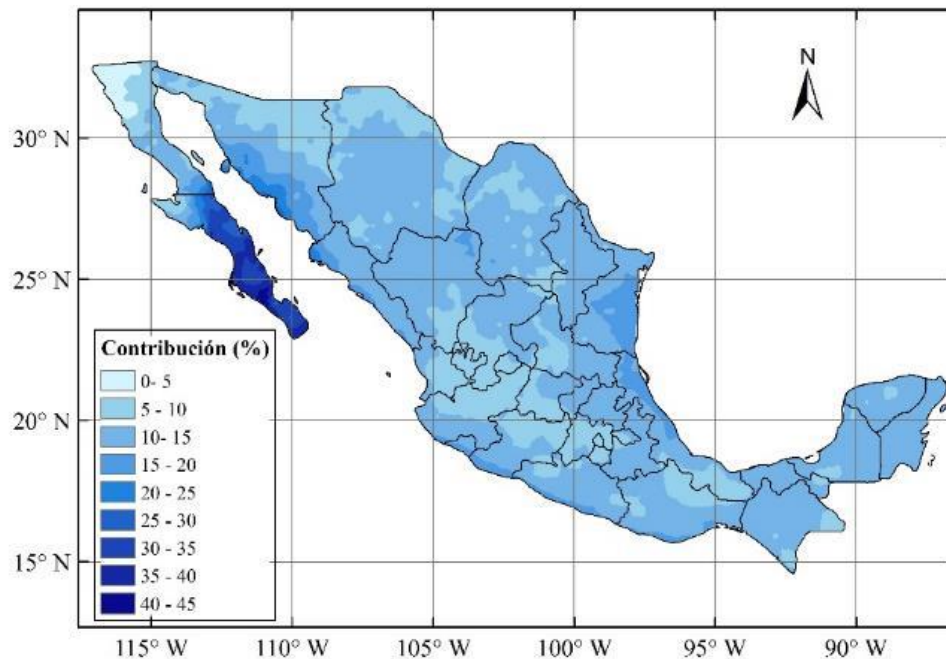 N
30° N
25° N
20° N
15° N
Contribución (%)
0- 5
5 - 10
10- 15
15 - 20
20 - 25
25 - 30
30 - 35
35 - 40
40 - 45
115° W
110° W
105° W
100° W
95° W
90° W